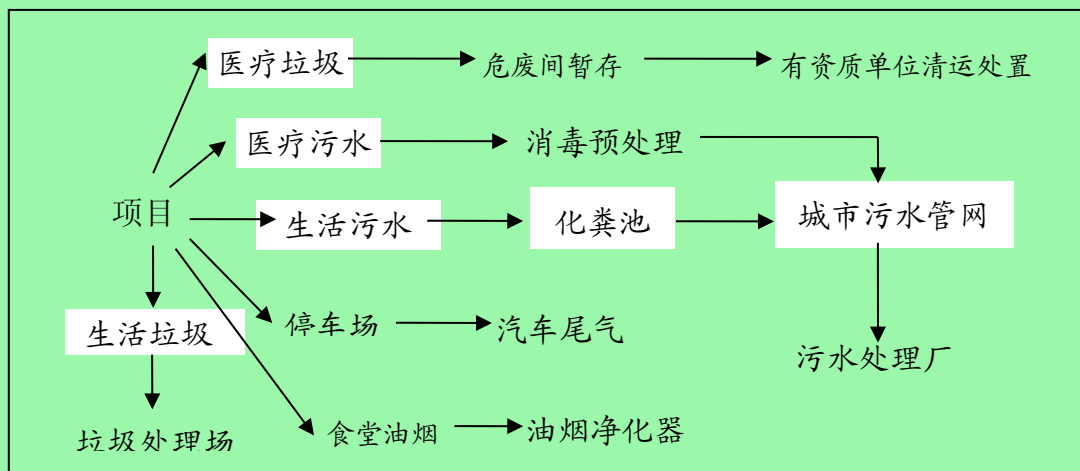 医疗垃圾
危废间暂存
有资质单位清运处置
医疗污水
消毒预处理
项目
生活污水
化粪池
城市污水管网
生活垃圾
停车场
汽车尾气
污水处理厂
垃圾处理场
食堂油烟
油烟净化器